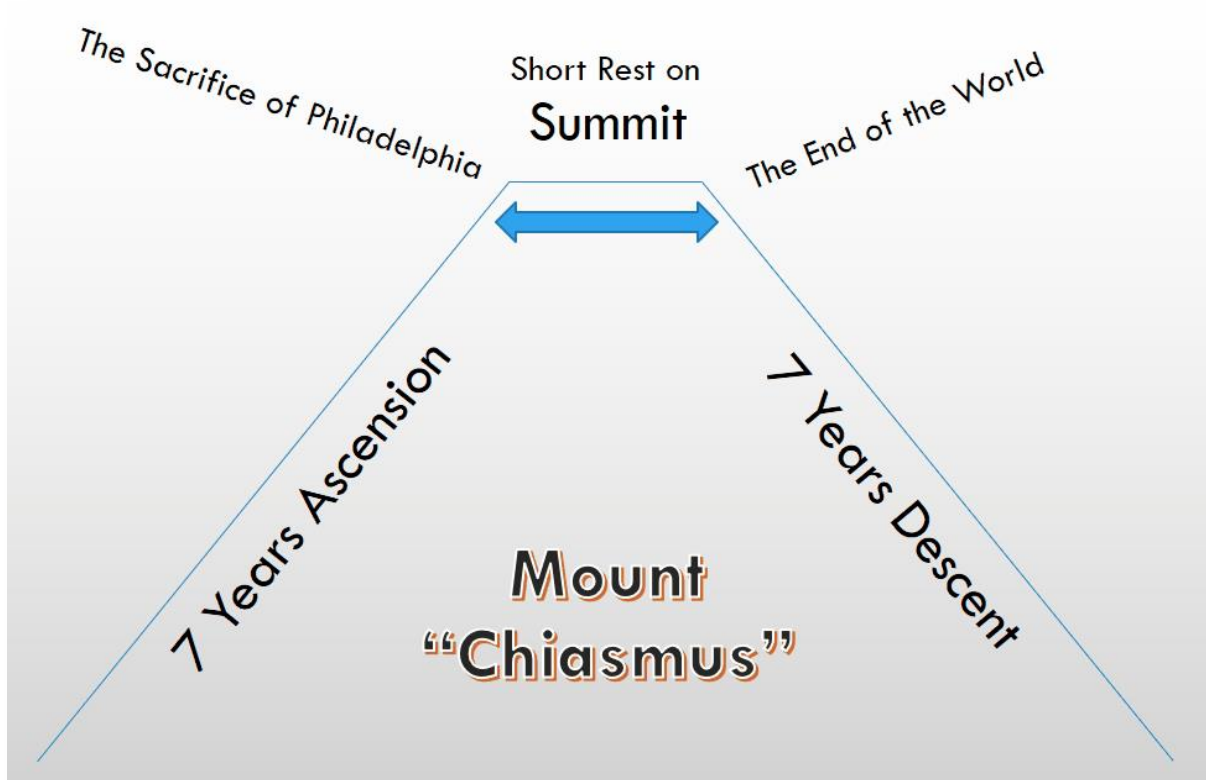 The Sacrifice of Philadelphia
Short Rest on
Summit
The End of the World
7 Years Ascension
7 Years Descent
Mount
“Chiasmus”